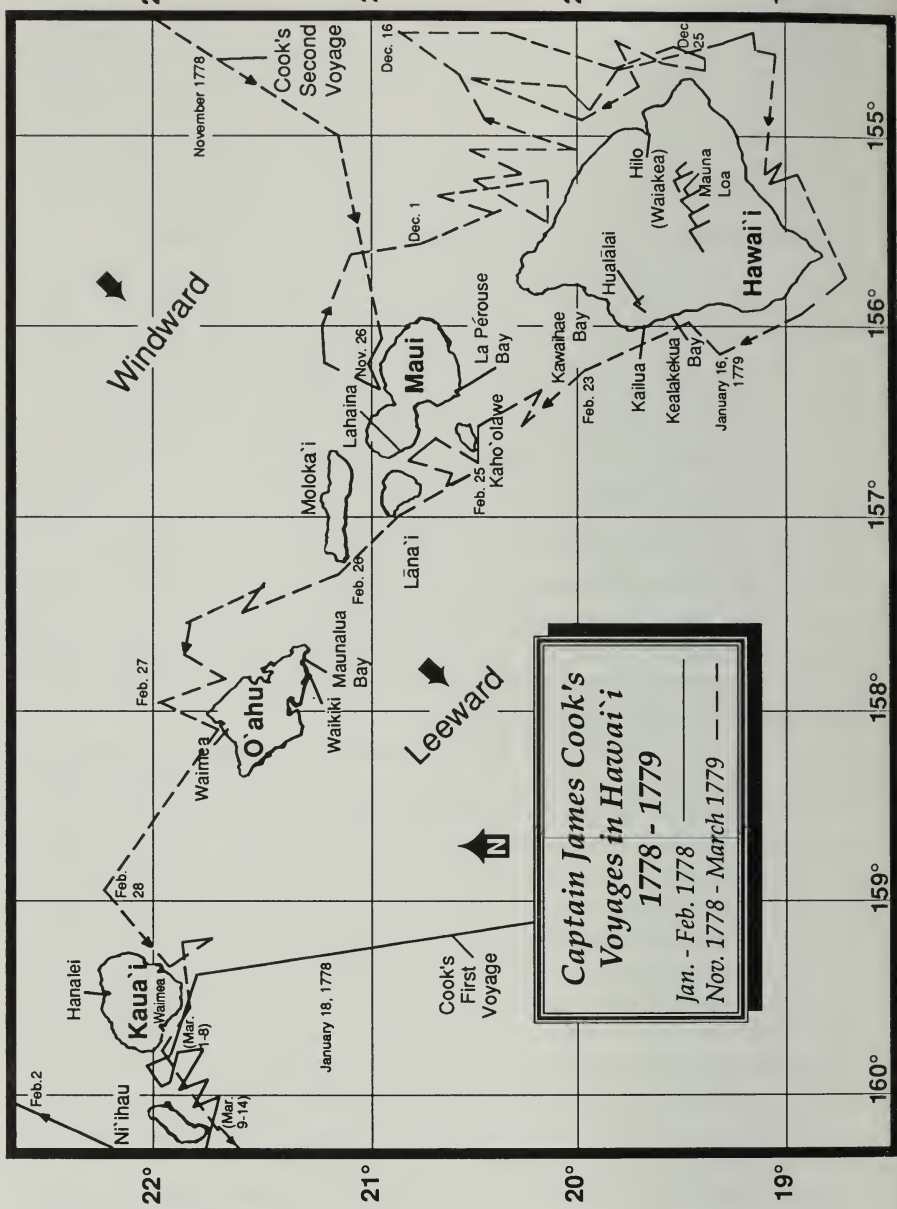 Captain James Cook's
Voyages in Hawai`i
1778 - 1779
Jan. - Feb. 1778
Nov. 1778 - March 1779
Feb.2
Ni`ihau
(Mar.
9-14)
Hanalei
Kaua`i
Waimea
(Mar.
1-8)
January 18, 1778
Cook's
First
Voyage
Feb.
28
Feb. 27
Waimea
O`ahu
Waikiki
Maunalua
Bay
Leeward
N
Windward
Feb. 26
Moloka`i
Lāna`i
Lahaina
Feb. 25
Kaho`olawe
Maui
Nov. 26
La Pérouse
Bay
Kawaihae
Bay
Feb. 23
Kailua
Kealakekua
Bay
January 16,
1779
Hualālai
Hawai`i
Mauna
Loa
Hilo
(Waiakea)
Dec. 1
Dec. 16
Dec
25
November 1778
Cook's
Second
Voyage
22°
21°
20°
19°
160°
159°
158°
157°
156°
155°